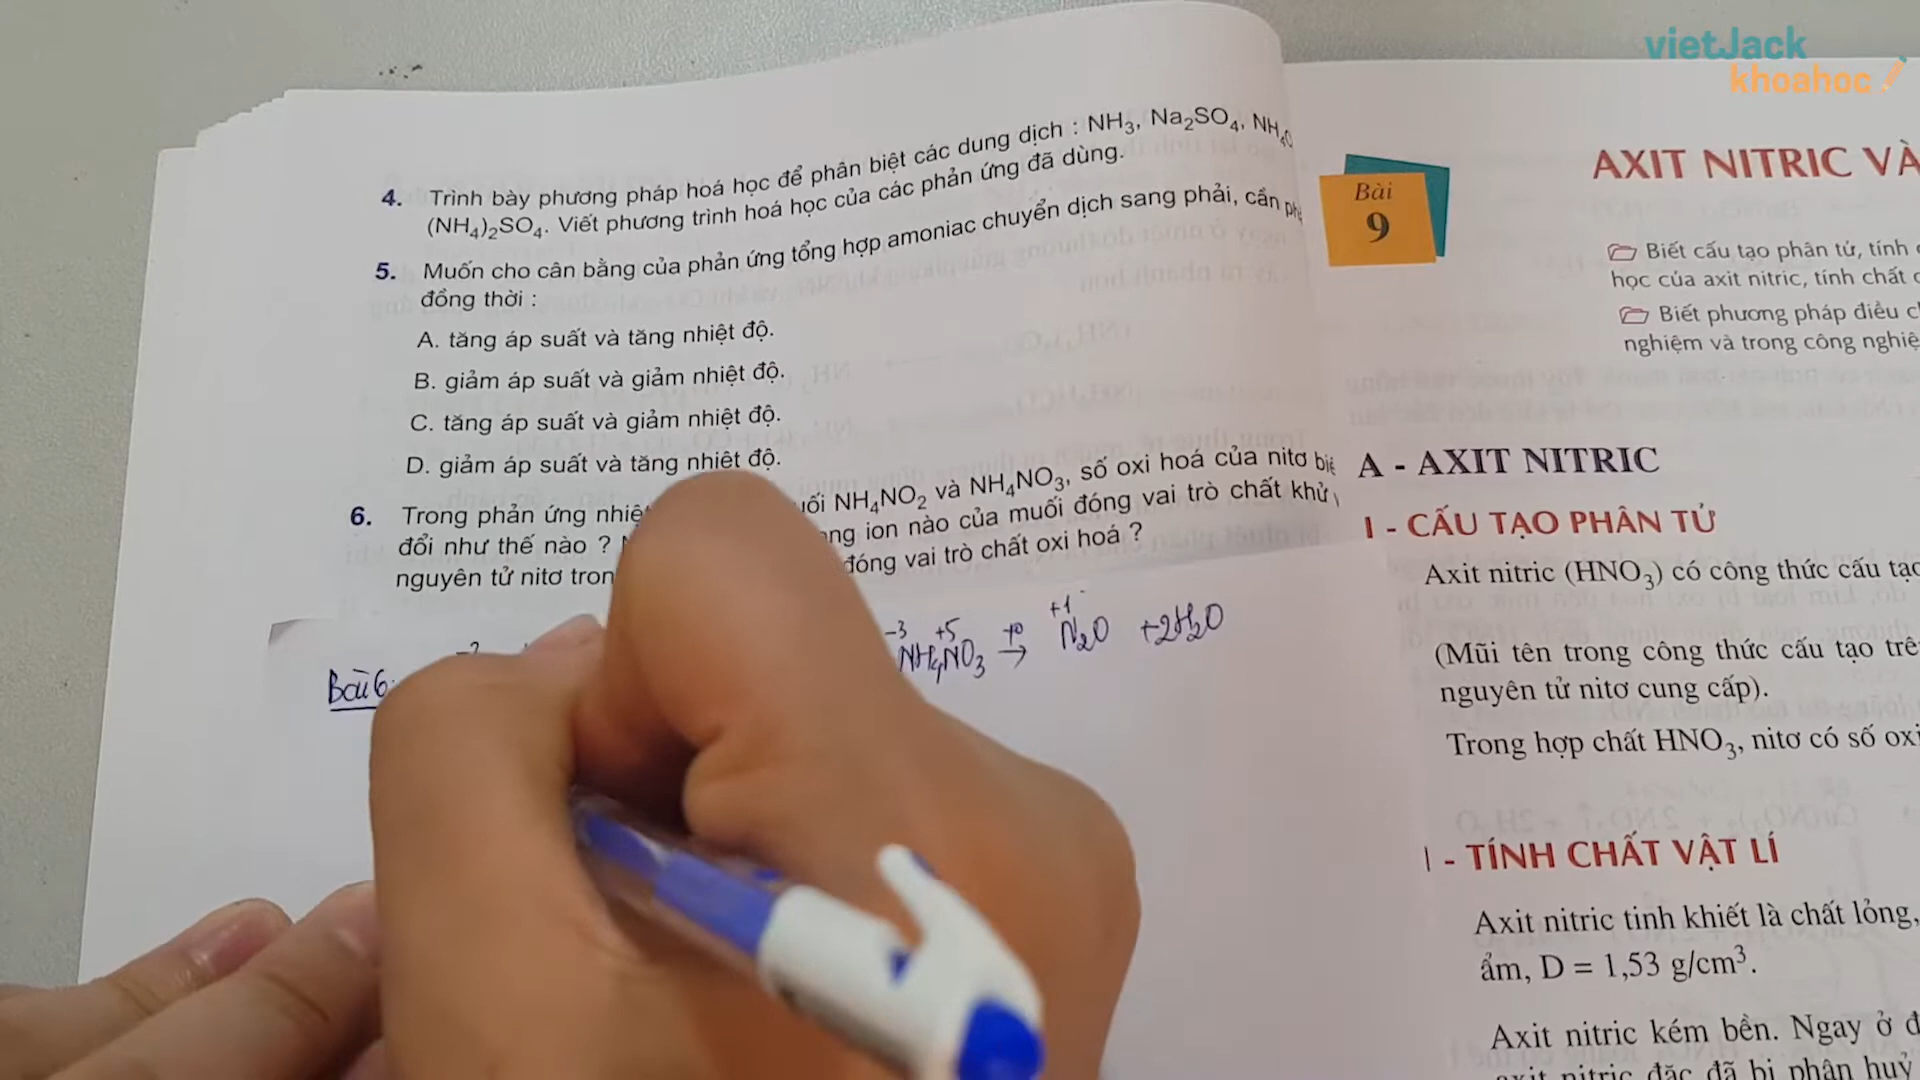 vietJack
khoahoc
4. Trình bày phương pháp hoá học để phân biệt các dung dịch : NH3, Na2SO4, NH4
(NH4)2SO4. Viết phương trình hoá học của các phản ứng đã dùng.
5. Muốn cho cân bằng của phản ứng tổng hợp amoniac chuyển dịch sang phải, cần
đồng thời :
A. tăng áp suất và tăng nhiệt độ.
B. giảm áp suất và giảm nhiệt độ.
C. tăng áp suất và giảm nhiệt độ.
D. giảm áp suất và tăng nhiệt độ.
6. Trong phản ứng NH4NO2 và NH4NO3, số oxi hoá của nitơ
đổi như thế nào ? ion nào của muối đóng vai trò chất khử
nguyên tử nitơ đóng vai trò chất oxi hoá ?
Bài 6:
-3 +5 +1
NH4NO3 → N2O +2H2O
Bài
9
AXIT NITRIC VÀ
Biết cấu tạo phân tử, tính
học của axit nitric, tính chất
Biết phương pháp điều
nghiệm và trong công
A - AXIT NITRIC
I - CẤU TẠO PHÂN TỬ
Axit nitric (HNO3) có công thức cấu tạo
(Mũi tên trong công thức cấu tạo
nguyên tử nitơ cung cấp).
Trong hợp chất HNO3, nitơ có số
I - TÍNH CHẤT VẬT LÍ
Axit nitric tinh khiết là chất lỏng,
ẩm, D = 1,53 g/cm3.
Axit nitric kém bền. Ngay ở
axit nitric đặc đã bị phân huỷ